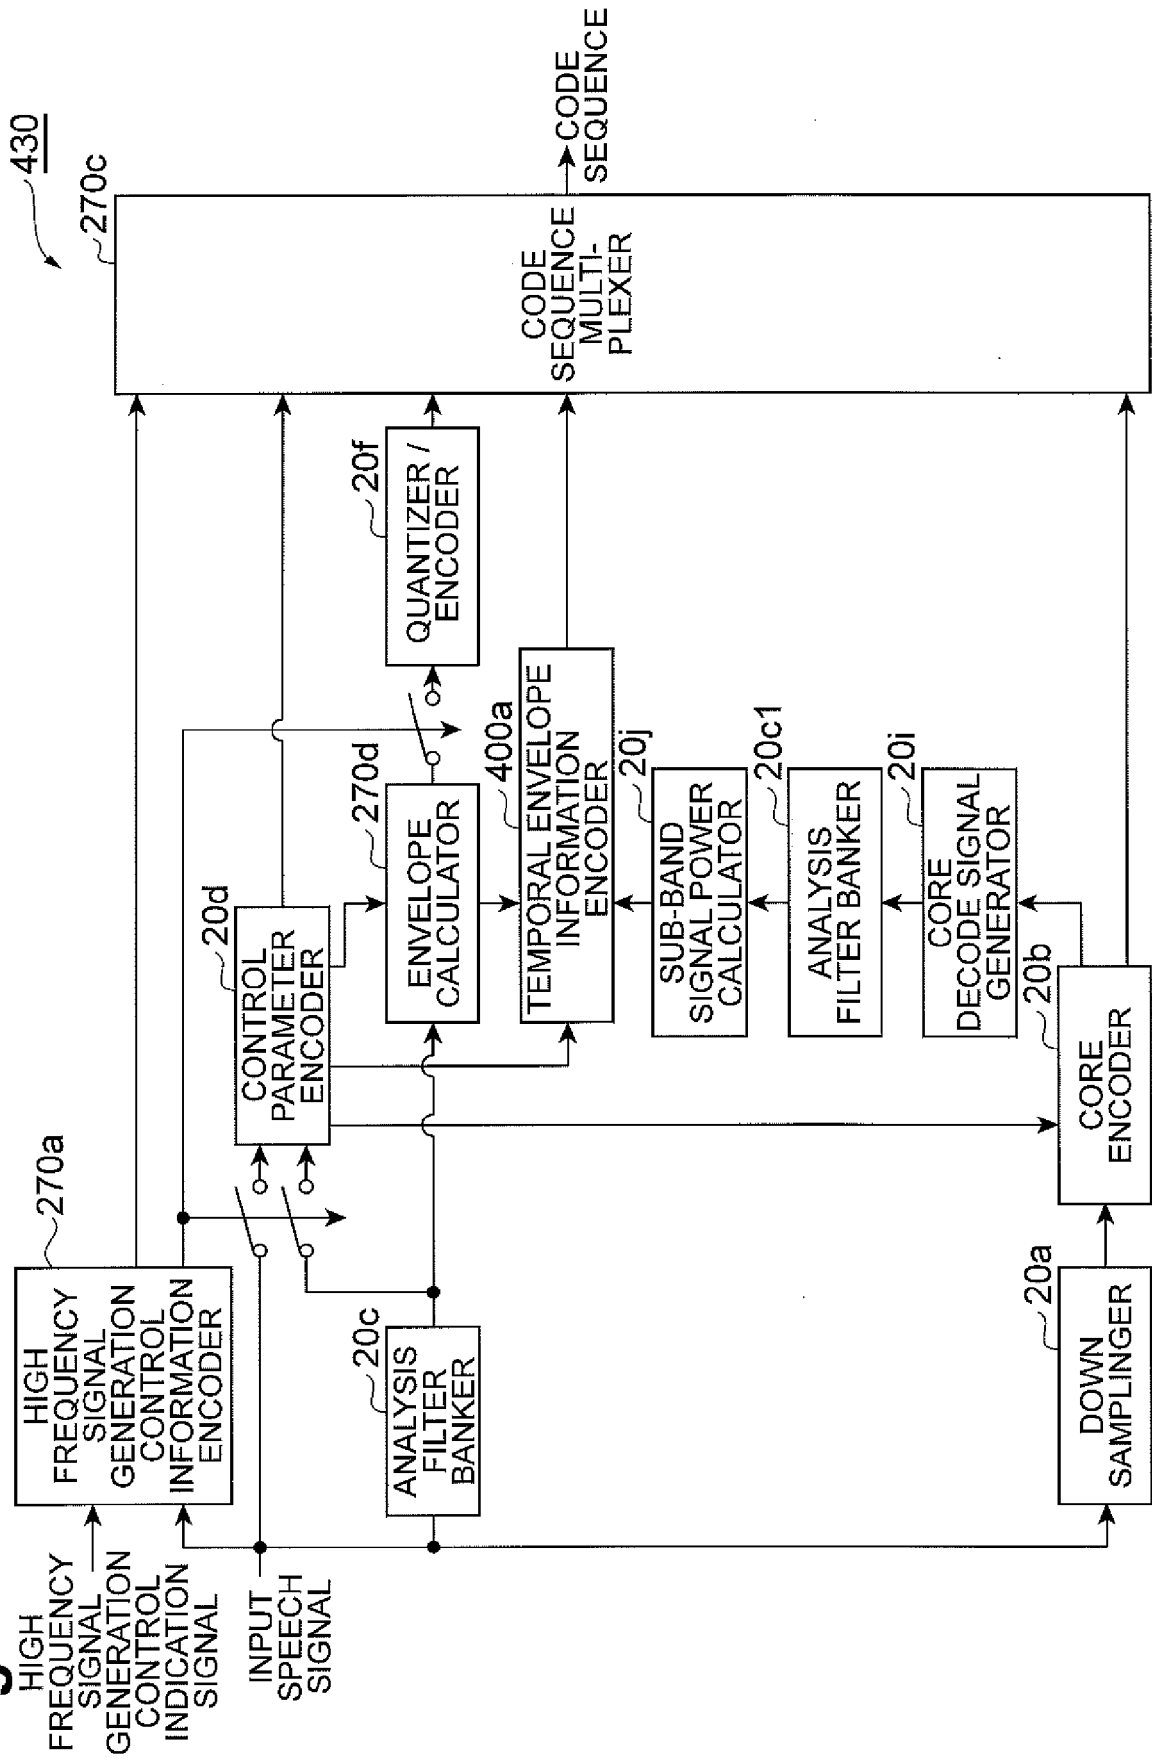 430
270c
CODE
SEQUENCE
MULTI-
PLEXER
CODE
SEQUENCE
HIGH
FREQUENCY
SIGNAL
GENERATION
CONTROL
INDICATION
SIGNAL
270a
HIGH
FREQUENCY
SIGNAL
GENERATION
CONTROL
INFORMATION
ENCODER
INPUT
SPEECH
SIGNAL
20d
CONTROL
PARAMETER
ENCODER
20c
ANALYSIS
FILTER
BANKER
270d
ENVELOPE
CALCULATOR
20f
QUANTIZER /
ENCODER
400a
TEMPORAL ENVELOPE
INFORMATION
ENCODER
20j
SUB-BAND
SIGNAL POWER
CALCULATOR
20c1
ANALYSIS
FILTER BANKER
20i
CORE
DECODE SIGNAL
GENERATOR
20a
DOWN
SAMPLINGER
20b
CORE
ENCODER